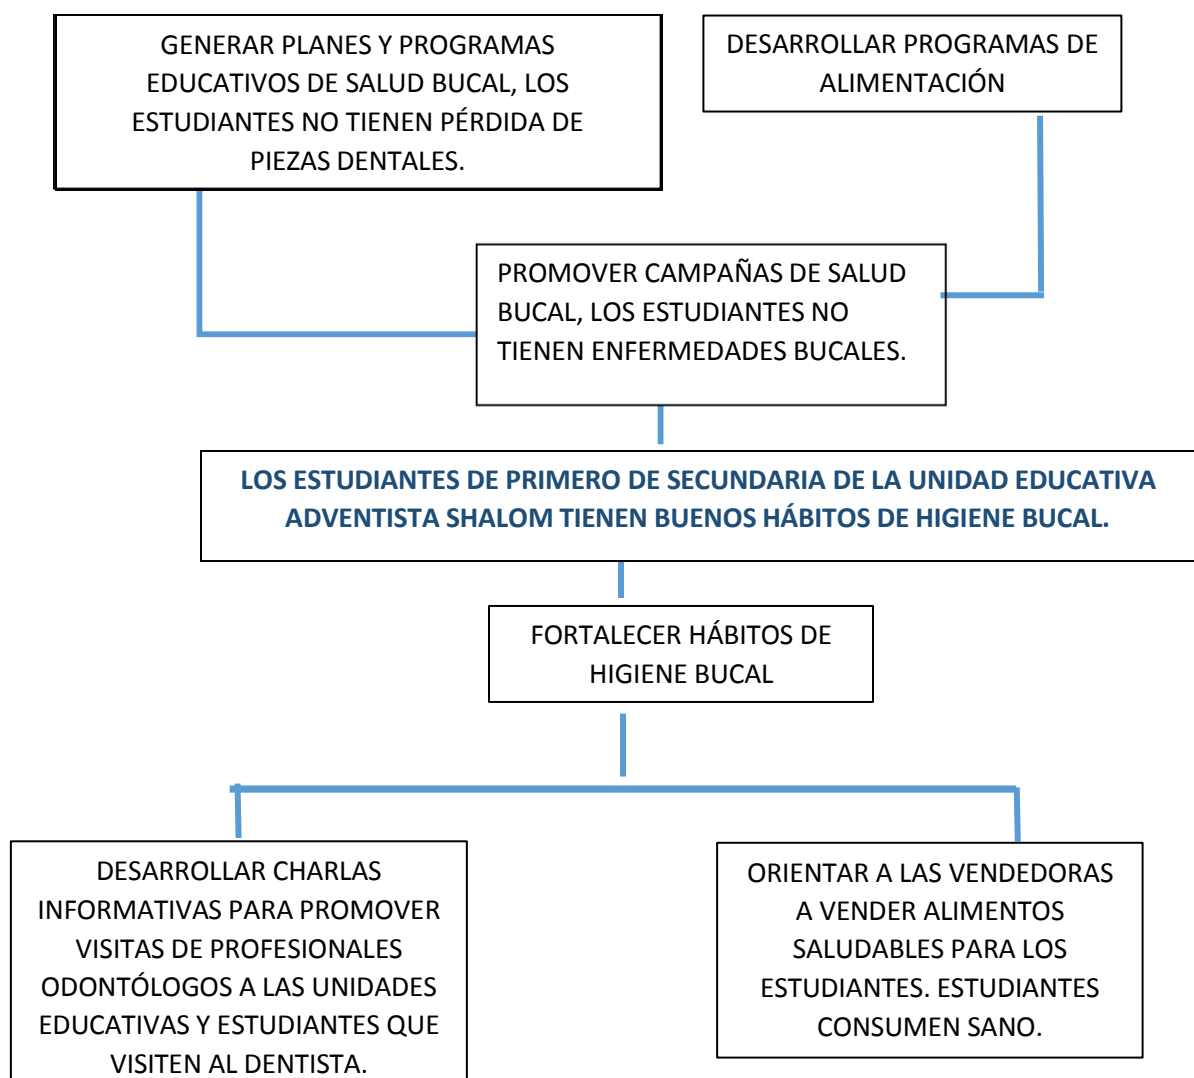 GENERAR PLANES Y PROGRAMAS
EDUCATIVOS DE SALUD BUCAL, LOS
ESTUDIANTES NO TIENEN PÉRDIDA DE
PIEZAS DENTALES.
DESARROLLAR PROGRAMAS DE
ALIMENTACIÓN
PROMOVER CAMPAÑAS DE SALUD
BUCAL, LOS ESTUDIANTES NO
TIENEN ENFERMEDADES BUCALES.
LOS ESTUDIANTES DE PRIMERO DE SECUNDARIA DE LA UNIDAD EDUCATIVA
ADVENTISTA SHALOM TIENEN BUENOS HÁBITOS DE HIGIENE BUCAL.
FORTALECER HÁBITOS DE
HIGIENE BUCAL
DESARROLLAR CHARLAS
INFORMATIVAS PARA PROMOVER
VISITAS DE PROFESIONALES
ODONTÓLOGOS A LAS UNIDADES
EDUCATIVAS Y ESTUDIANTES QUE
VISITEN AL DENTISTA.
ORIENTAR A LAS VENDEDORAS
A VENDER ALIMENTOS
SALUDABLES PARA LOS
ESTUDIANTES. ESTUDIANTES
CONSUMEN SANO.